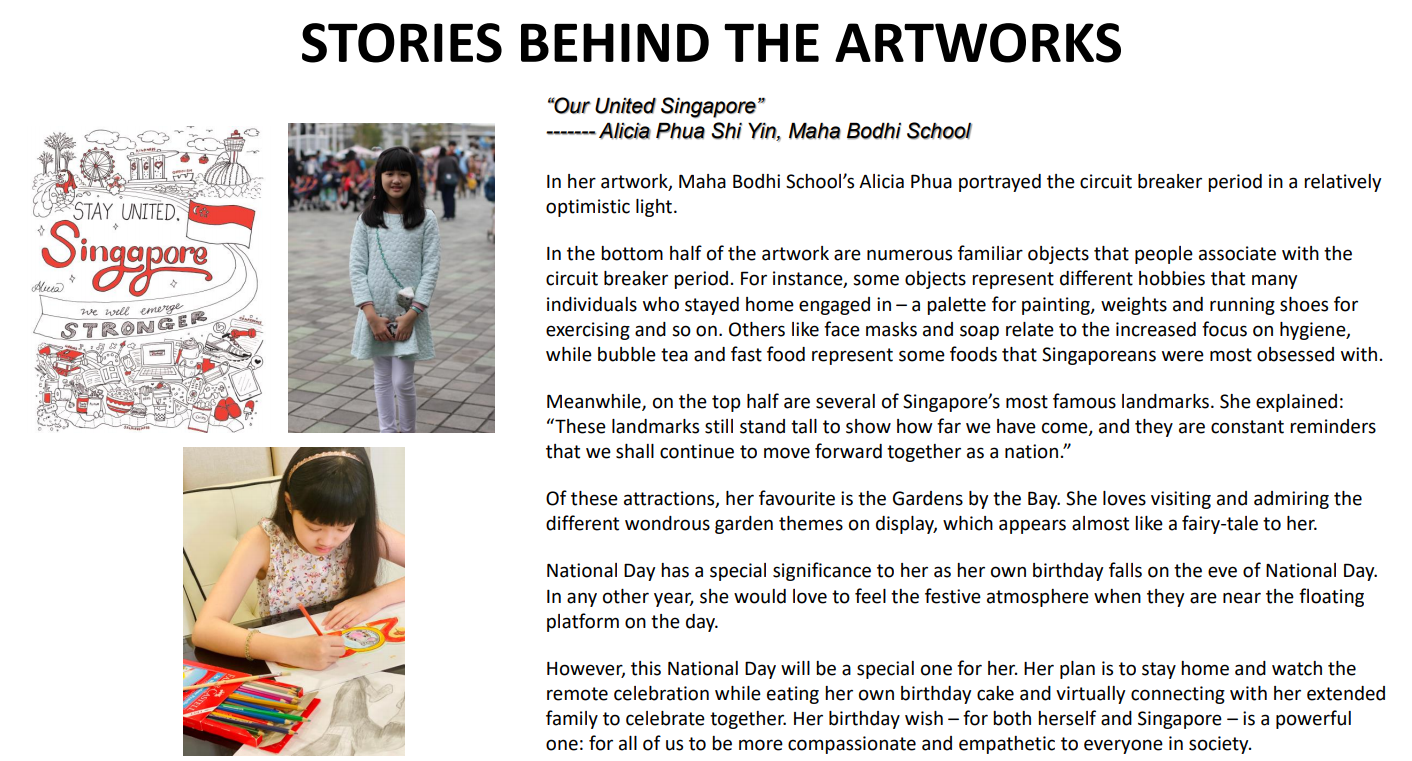 STORIES BEHIND THE ARTWORKS
STAY UNITED.
Singapore
Alicia
we will emerge
STRONGER
“Our United Singapore”
------- Alicia Phua Shi Yin, Maha Bodhi School
In her artwork, Maha Bodhi School’s Alicia Phua portrayed the circuit breaker period in a relatively
optimistic light.
In the bottom half of the artwork are numerous familiar objects that people associate with the
circuit breaker period. For instance, some objects represent different hobbies that many
individuals who stayed home engaged in – a palette for painting, weights and running shoes for
exercising and so on. Others like face masks and soap relate to the increased focus on hygiene,
while bubble tea and fast food represent some foods that Singaporeans were most obsessed with.
Meanwhile, on the top half are several of Singapore’s most famous landmarks. She explained:
“These landmarks still stand tall to show how far we have come, and they are constant reminders
that we shall continue to move forward together as a nation.”
Of these attractions, her favourite is the Gardens by the Bay. She loves visiting and admiring the
different wondrous garden themes on display, which appears almost like a fairy-tale to her.
National Day has a special significance to her as her own birthday falls on the eve of National Day.
In any other year, she would love to feel the festive atmosphere when they are near the floating
platform on the day.
However, this National Day will be a special one for her. Her plan is to stay home and watch the
remote celebration while eating her own birthday cake and virtually connecting with her extended
family to celebrate together. Her birthday wish – for both herself and Singapore – is a powerful
one: for all of us to be more compassionate and empathetic to everyone in society.